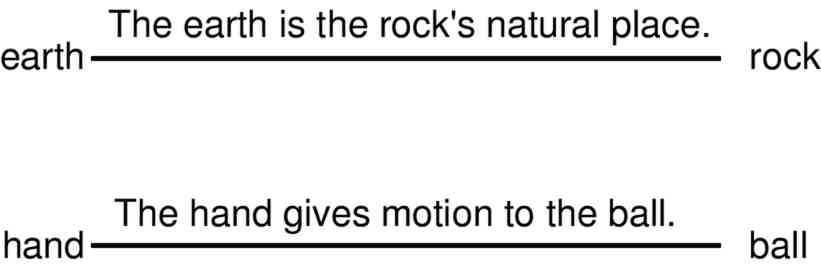 The earth is the rock's natural place.
earth rock
The hand gives motion to the ball.
hand ball